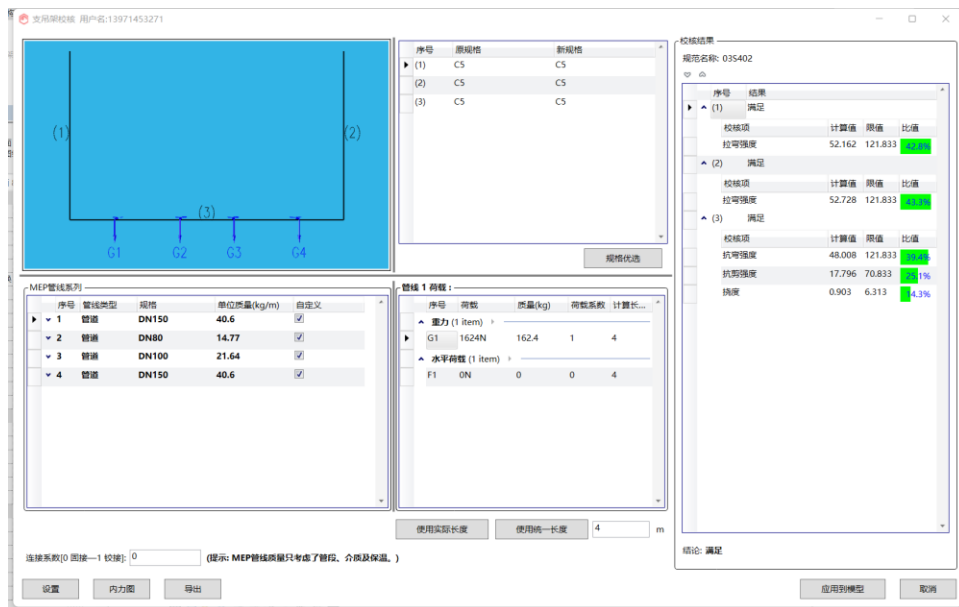 支吊架校核 用户名:13971453271
(1)
(2)
(3)
G1 G2 G3 G4
序号 原规格 新规格
(1) C5 C5
(2) C5 C5
(3) C5 C5
规格优选
MEP管线系列
序号 管线类型 规格 单位质量(kg/m) 自定义
1 管道 DN150 40.6
2 管道 DN80 14.77
3 管道 DN100 21.64
4 管道 DN150 40.6
管线 1 荷载 :
序号 荷载 质量(kg) 荷载系数 计算长...
重力 (1 item)
G1 1624N 162.4 1 4
水平荷载 (1 item)
F1 0N 0 0 4
使用实际长度 使用统一长度 4 m
连接系数[0 固接—1 铰接]: 0 (提示: MEP管线质量只考虑了管段、介质及保温。)
设置 内力图 导出
校核结果
规范名称: 03S402
序号 结果
(1) 满足
校核项 计算值 限值 比值
拉弯强度 52.162 121.833 42.8%
(2) 满足
校核项 计算值 限值 比值
拉弯强度 52.728 121.833 43.3%
(3) 满足
校核项 计算值 限值 比值
抗弯强度 48.008 121.833 39.4%
抗剪强度 17.796 70.833 25.1%
挠度 0.903 6.313 14.3%
结论: 满足
应用到模型 取消